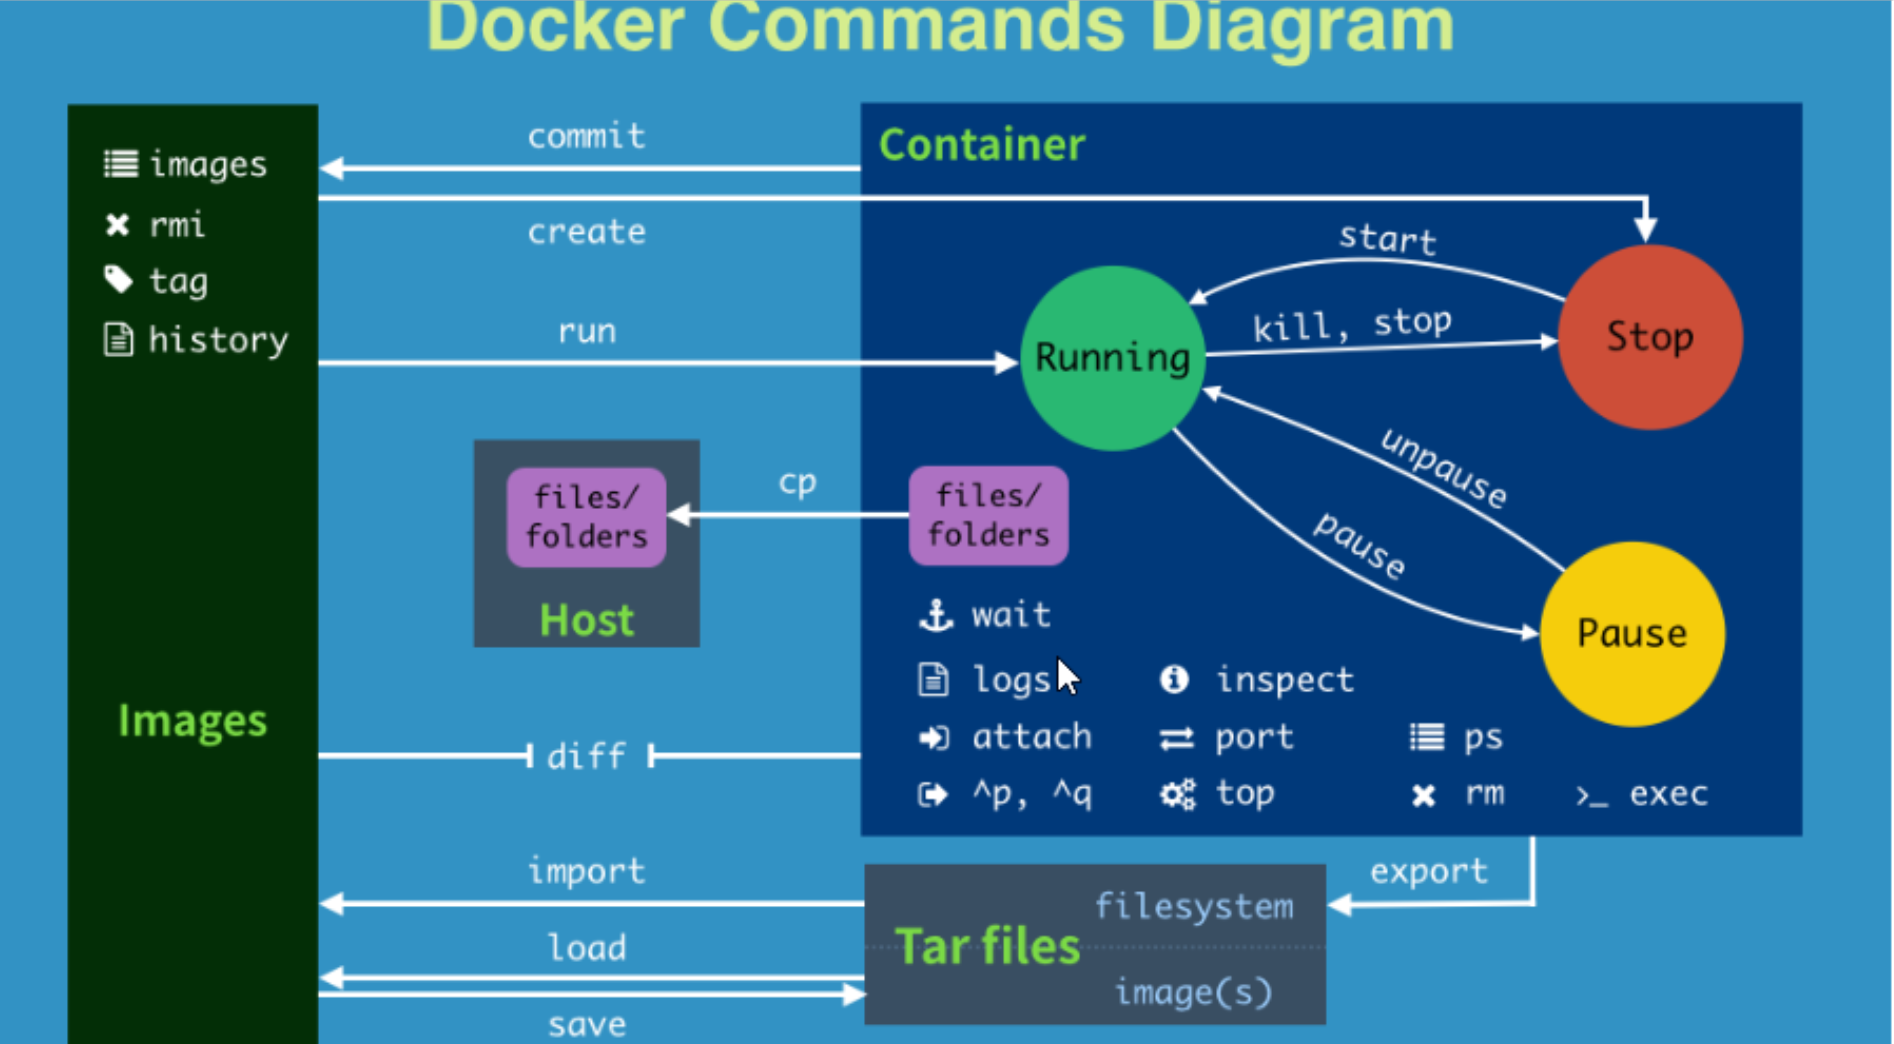 Docker Commands Diagram
images
rmi
tag
history
Images
commit
create
run
cp
files/
folders
Host
diff
import
load
save
Container
start
kill, stop
Running
Stop
unpause
pause
Pause
files/
folders
wait
logs
inspect
attach
port
ps
^p, ^q
top
rm
>_ exec
export
filesystem
Tar files
image(s)